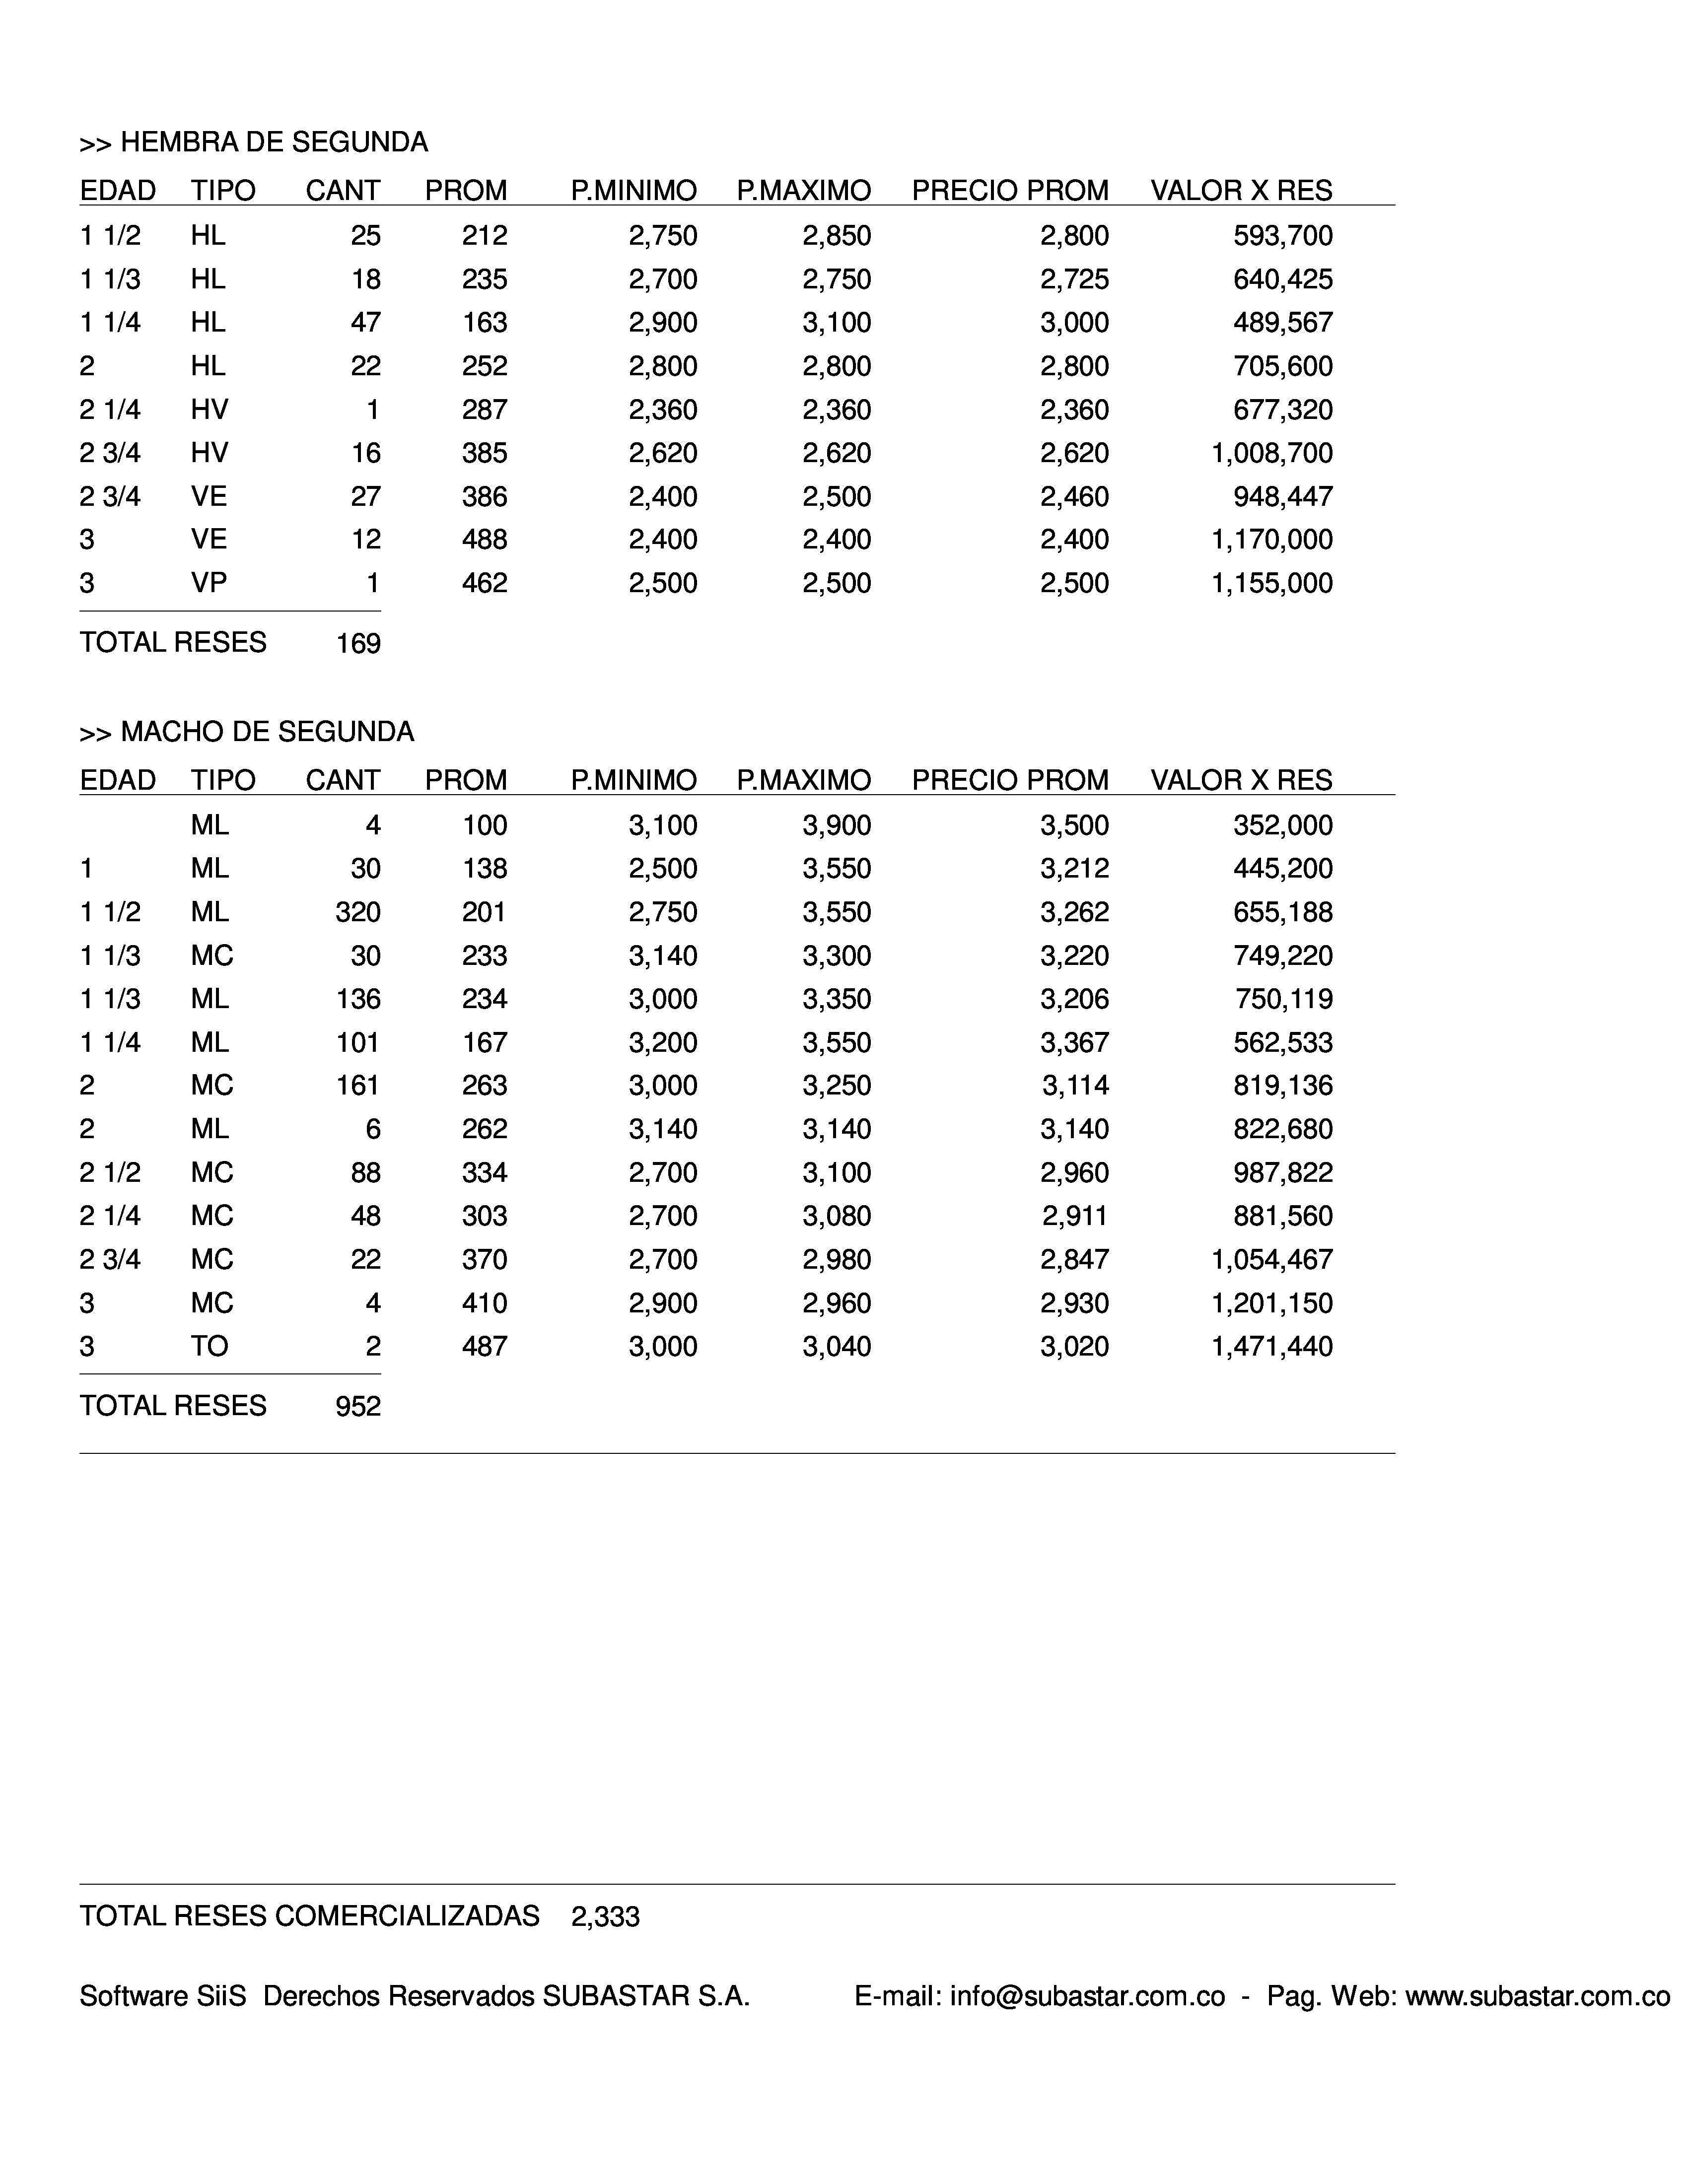 >> HEMBRA DE SEGUNDA
EDAD TIPO CANT PROM P.MINIMO P.MAXIMO PRECIO PROM VALOR X RES
1 1/2 HL 25 212 2,750 2,850 2,800 593,700
1 1/3 HL 18 235 2,700 2,750 2,725 640,425
1 1/4 HL 47 163 2,900 3,100 3,000 489,567
2 HL 22 252 2,800 2,800 2,800 705,600
2 1/4 HV 1 287 2,360 2,360 2,360 677,320
2 3/4 HV 16 385 2,620 2,620 2,620 1,008,700
2 3/4 VE 27 386 2,400 2,500 2,460 948,447
3 VE 12 488 2,400 2,400 2,400 1,170,000
3 VP 1 462 2,500 2,500 2,500 1,155,000
TOTAL RESES 169
>> MACHO DE SEGUNDA
EDAD TIPO CANT PROM P.MINIMO P.MAXIMO PRECIO PROM VALOR X RES
ML 4 100 3,100 3,900 3,500 352,000
1 ML 30 138 2,500 3,550 3,212 445,200
1 1/2 ML 320 201 2,750 3,550 3,262 655,188
1 1/3 MC 30 233 3,140 3,300 3,220 749,220
1 1/3 ML 136 234 3,000 3,350 3,206 750,119
1 1/4 ML 101 167 3,200 3,550 3,367 562,533
2 MC 161 263 3,000 3,250 3,114 819,136
2 ML 6 262 3,140 3,140 3,140 822,680
2 1/2 MC 88 334 2,700 3,100 2,960 987,822
2 1/4 MC 48 303 2,700 3,080 2,911 881,560
2 3/4 MC 22 370 2,700 2,980 2,847 1,054,467
3 MC 4 410 2,900 2,960 2,930 1,201,150
3 TO 2 487 3,000 3,040 3,020 1,471,440
TOTAL RESES 952
TOTAL RESES COMERCIALIZADAS 2,333
Software SiiS Derechos Reservados SUBASTAR S.A. E-mail: info@subastar.com.co - Pag. Web: www.subastar.com.co